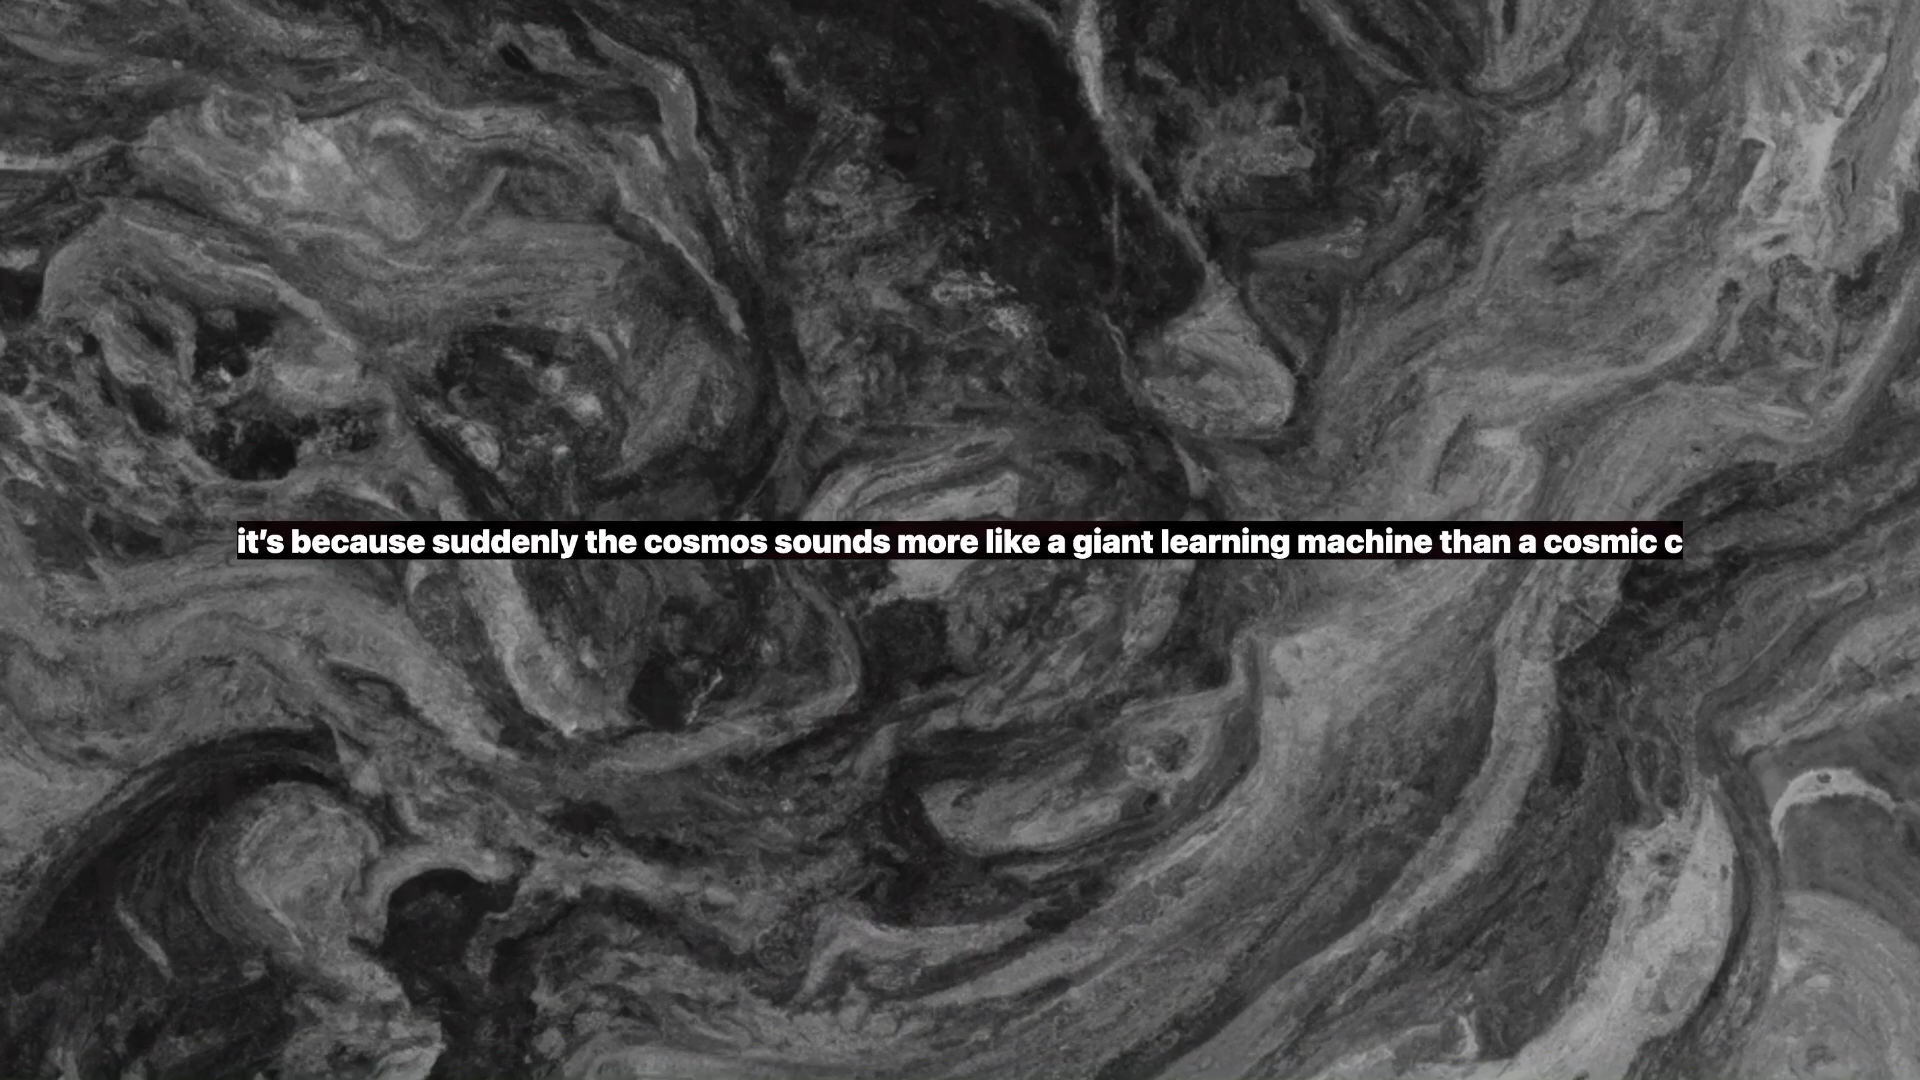 it’s because suddenly the cosmos sounds more like a giant learning machine than a cosmic c